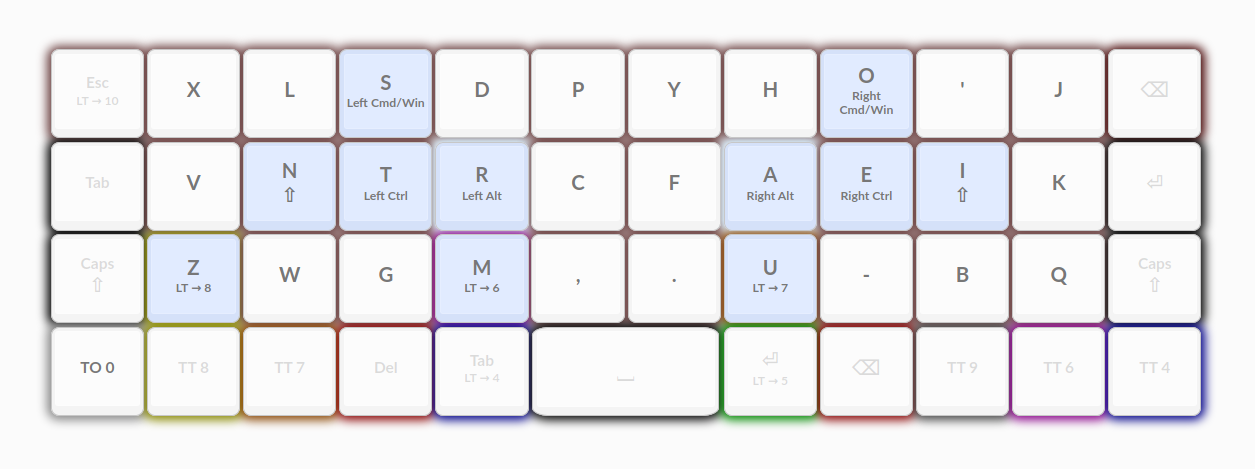 Esc X L S D P Y H O ' J ⌫
LT → 10 Left Cmd/Win Right Cmd/Win
Tab V N T R C F A E I K ⏎
⇧ Left Ctrl Left Alt Right Alt Right Ctrl ⇧
Caps Z W G M , . U - B Q Caps
⇧ LT → 8 LT → 6 LT → 7 ⇧
TO 0 TT 8 TT 7 Del Tab ⎵ ⏎ ⌫ TT 9 TT 6 TT 4
LT → 4 LT → 5